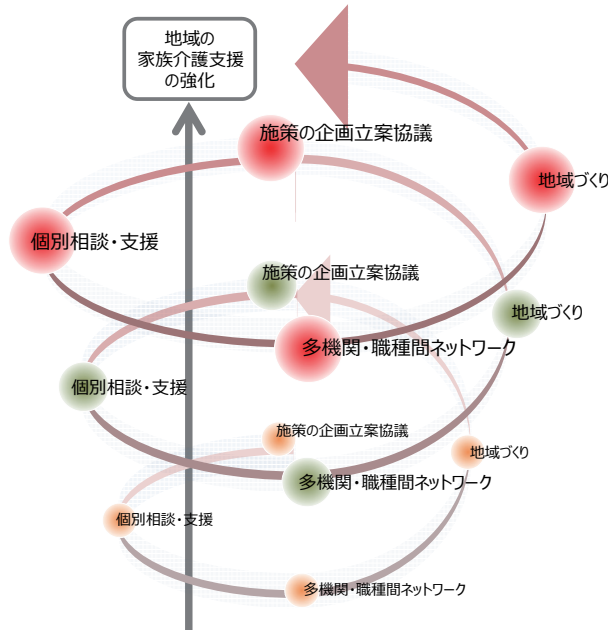 地域の
家族介護支援
の強化
施策の企画立案協議
地域づくり
個別相談・支援
多機関・職種間ネットワーク
施策の企画立案協議
地域づくり
個別相談・支援
多機関・職種間ネットワーク
施策の企画立案協議
地域づくり
個別相談・支援
多機関・職種間ネットワーク